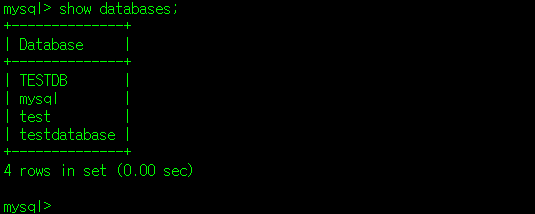 mysql> show databases;
+--------------+
| Database     |
+--------------+
| TESTDB       |
| mysql        |
| test         |
| testdatabase |
+--------------+
4 rows in set (0.00 sec)
mysql>